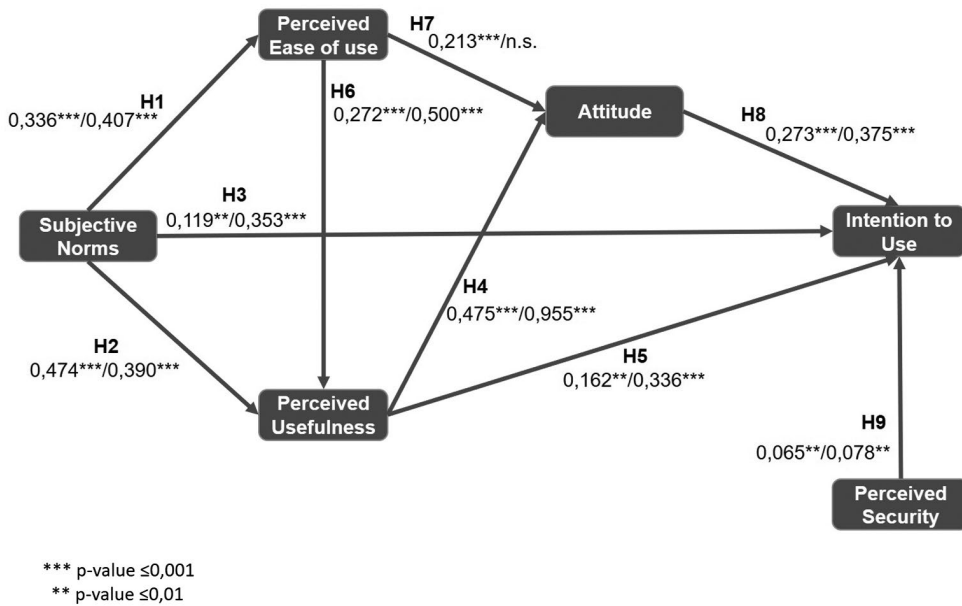 Perceived
Ease of use
H7
0,213***/n.s.
H1
0,336***/0,407***
H6
0,272***/0,500***
Attitude
H8
0,273***/0,375***
H3
0,119**/0,353***
Subjective
Norms
Intention to
Use
H4
0,475***/0,955***
H2
0,474***/0,390***
H5
0,162**/0,336***
Perceived
Usefulness
H9
0,065**/0,078**
Perceived
Security
*** p-value ≤0,001
** p-value ≤0,01